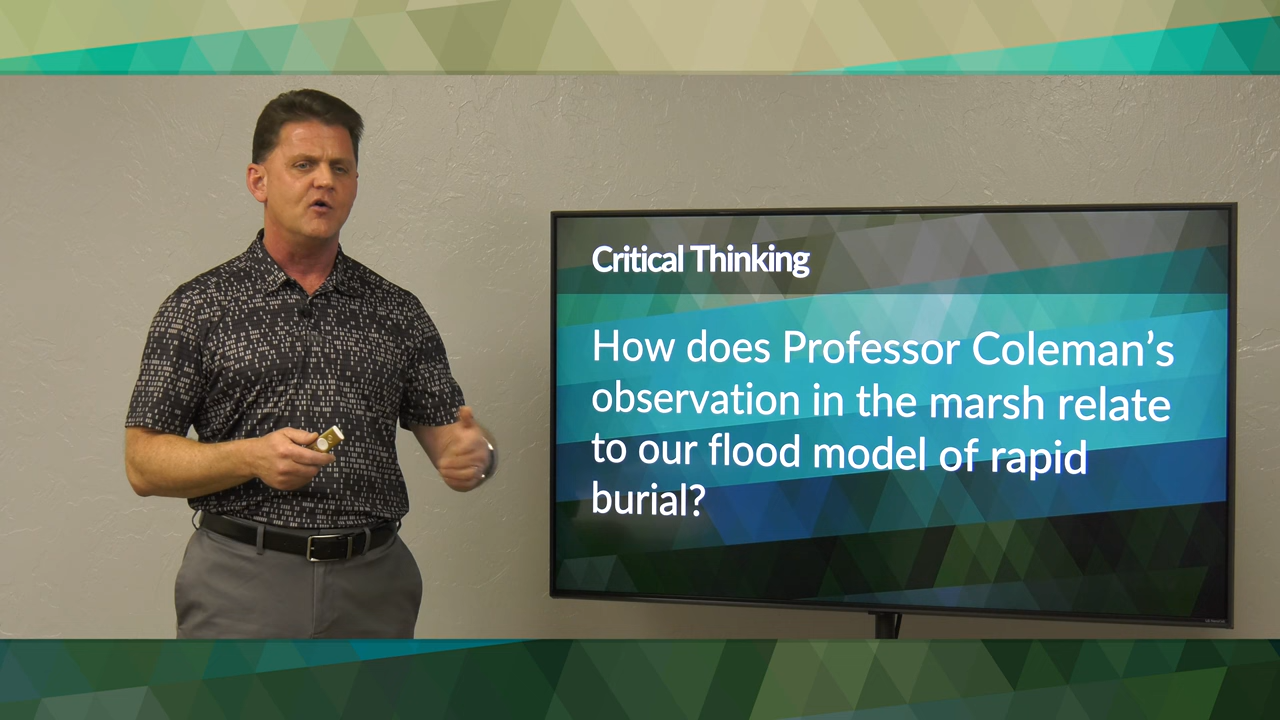 Critical Thinking
How does Professor Coleman’s
observation in the marsh relate
to our flood model of rapid
burial?